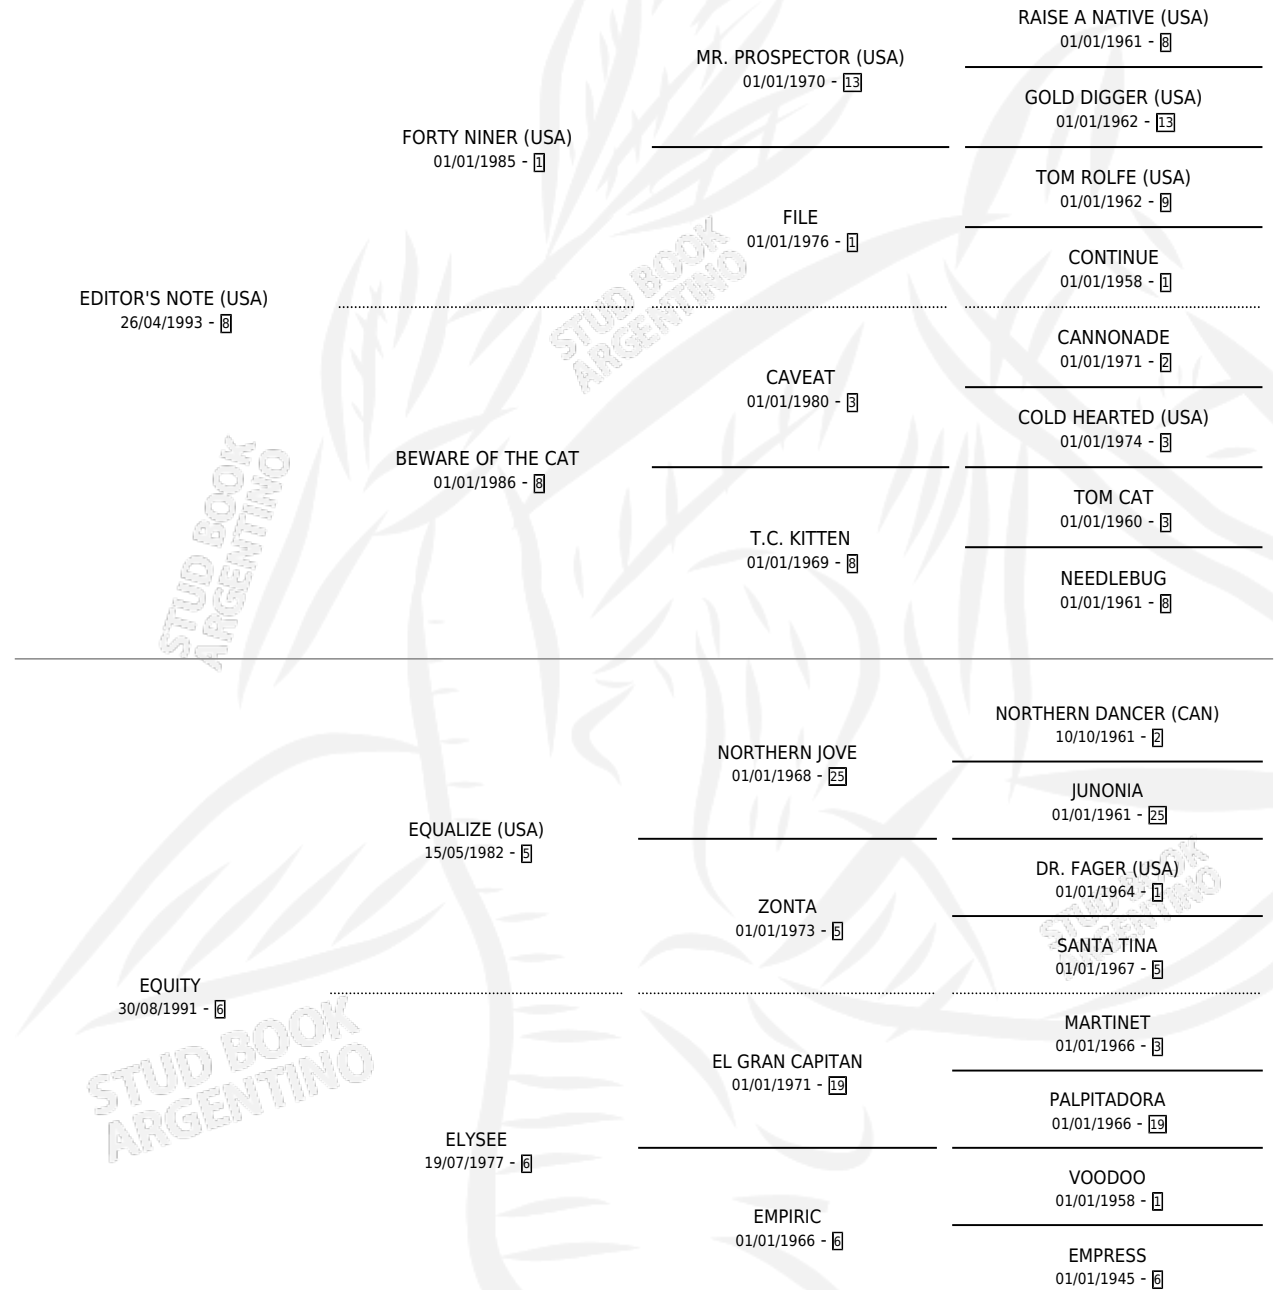 RAISE A NATIVE (USA)
01/01/1961 - 8
MR. PROSPECTOR (USA)
01/01/1970 - 13
GOLD DIGGER (USA)
01/01/1962 - 13
FORTY NINER (USA)
01/01/1985 - 1
TOM ROLFE (USA)
01/01/1962 - 9
FILE
01/01/1976 - 1
CONTINUE
01/01/1958 - 1
EDITOR'S NOTE (USA)
26/04/1993 - 8
CANNONADE
01/01/1971 - 2
CAVEAT
01/01/1980 - 3
COLD HEARTED (USA)
01/01/1974 - 3
BEWARE OF THE CAT
01/01/1986 - 8
TOM CAT
01/01/1960 - 3
T.C. KITTEN
01/01/1969 - 8
NEEDLEBUG
01/01/1961 - 8
STUD BOOK
ARGENTINO
STUD BOOK
ARGENTINO
NORTHERN DANCER (CAN)
10/10/1961 - 2
NORTHERN JOVE
01/01/1968 - 25
JUNONIA
01/01/1961 - 25
EQUALIZE (USA)
15/05/1982 - 5
DR. FAGER (USA)
01/01/1964 - 1
ZONTA
01/01/1973 - 5
SANTA TINA
01/01/1967 - 5
EQUITY
30/08/1991 - 6
MARTINET
01/01/1966 - 3
EL GRAN CAPITAN
01/01/1971 - 19
PALPITADORA
01/01/1966 - 19
ELYSEE
19/07/1977 - 6
VOODOO
01/01/1958 - 1
EMPIRIC
01/01/1966 - 6
EMPRESS
01/01/1945 - 6
STUD BOOK
ARGENTINO
STUD BOOK
ARGENTINO